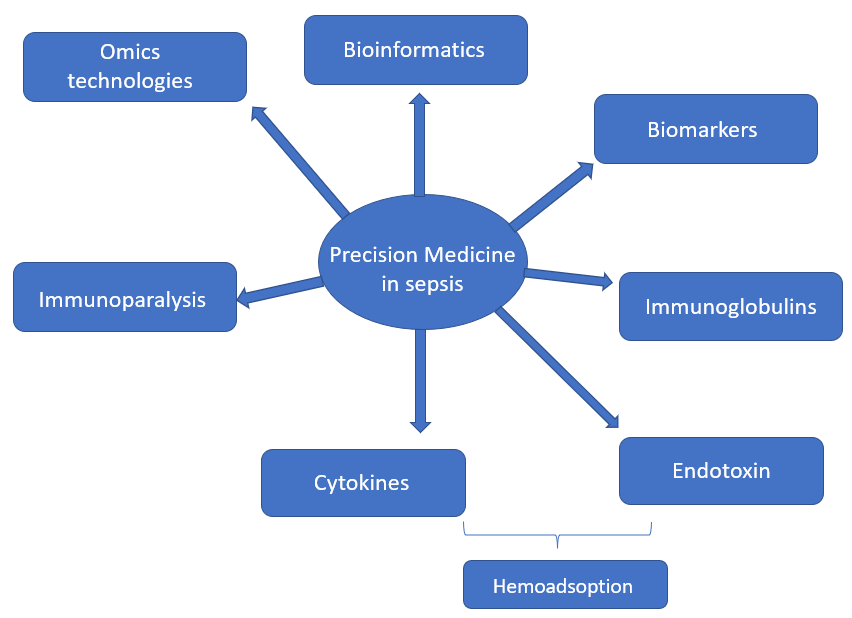 Omics
technologies
Bioinformatics
Biomarkers
Precision Medicine
in sepsis
Immunoparalysis
Immunoglobulins
Cytokines
Endotoxin
Hemoadsoption